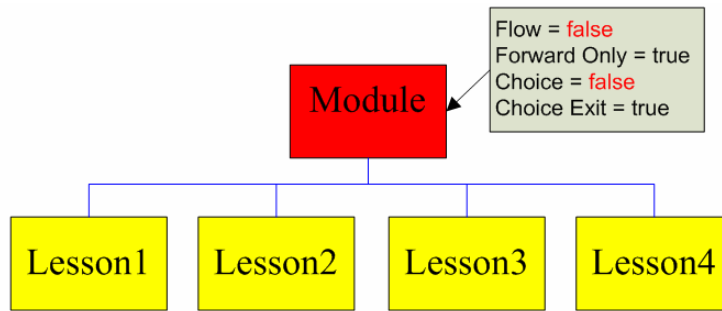 Flow = false
Forward Only = true
Choice = false
Choice Exit = true
Module
Lesson1
Lesson2
Lesson3
Lesson4